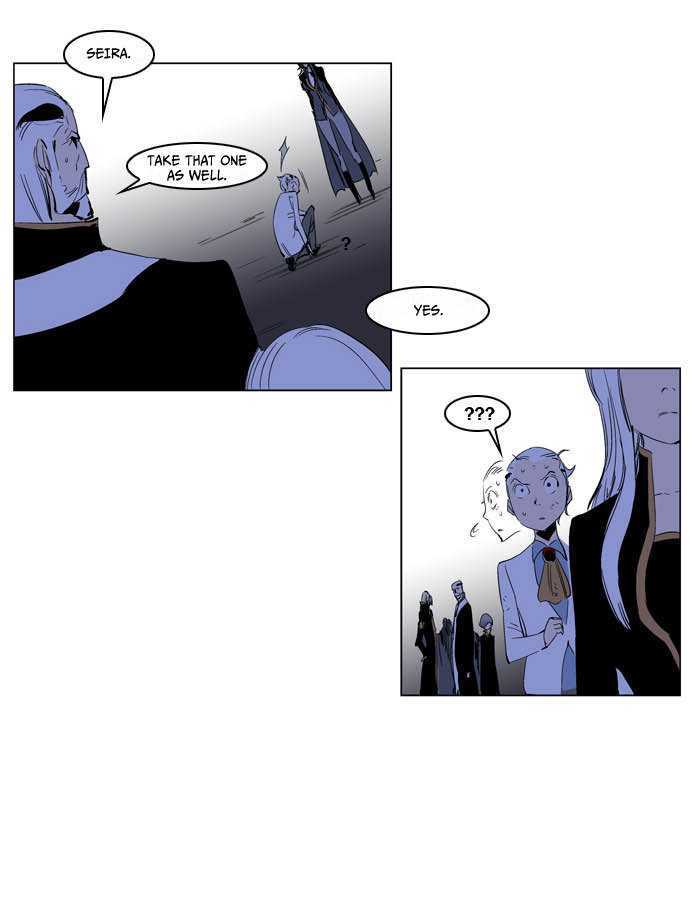 SEIRA.
TAKE THAT ONE
AS WELL.
?
YES.
???